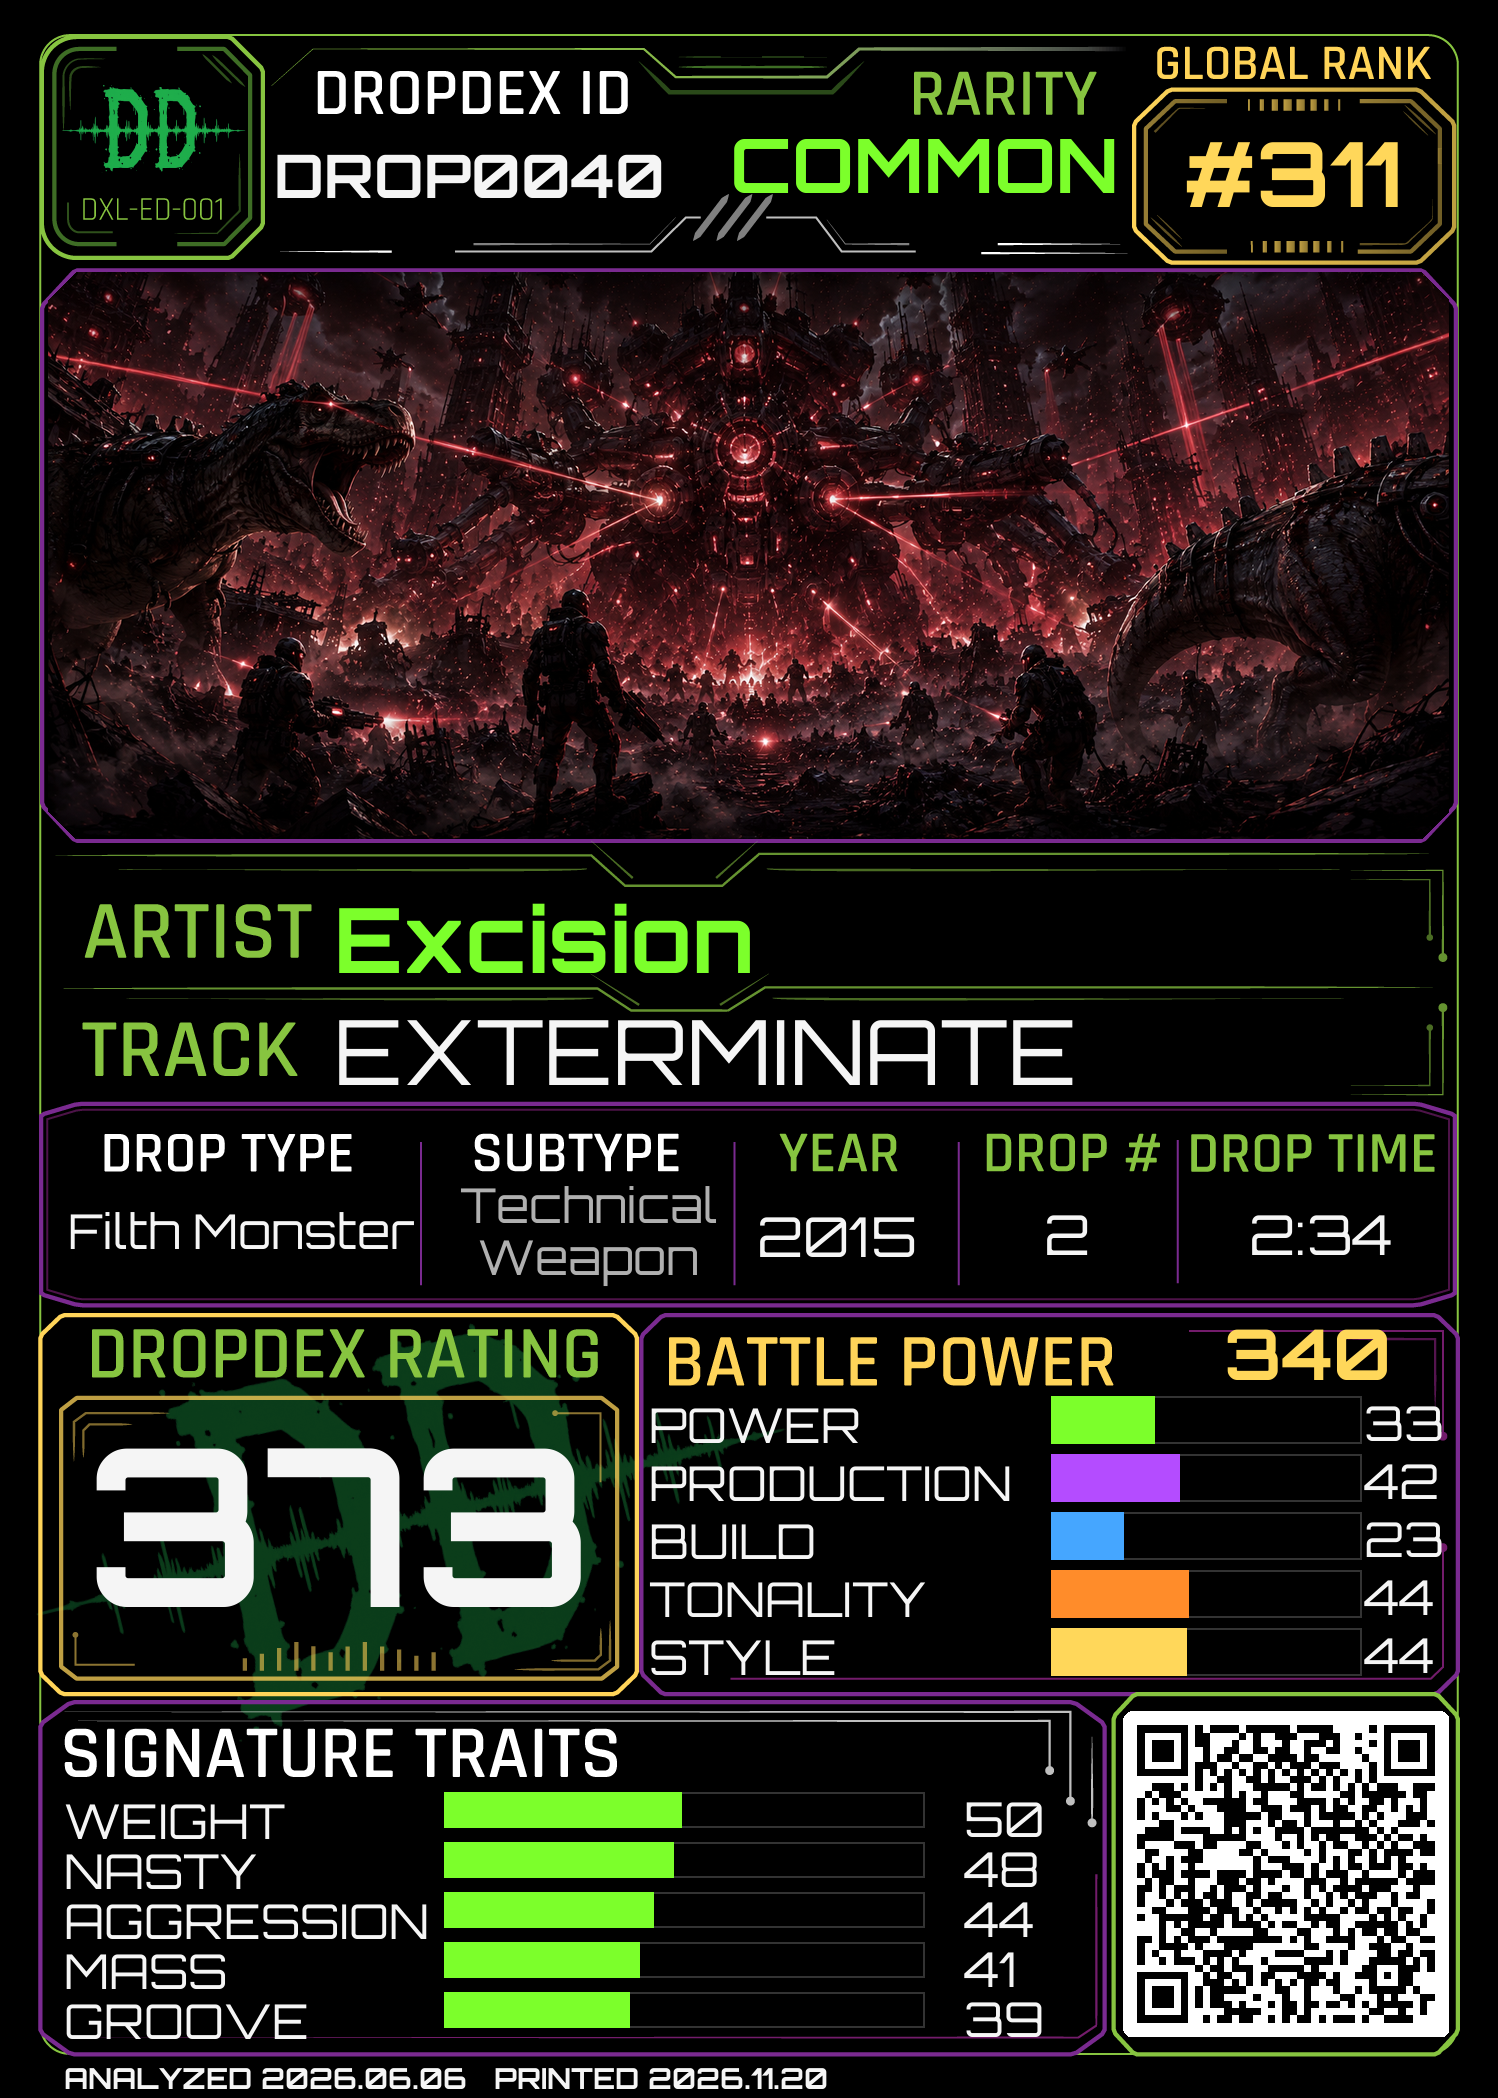 DD
DXL-ED-001
DROPDEX ID
DROP0040
RARITY
COMMON
GLOBAL RANK
#311
ARTIST Excision
TRACK EXTERMINATE
DROP TYPE
Filth Monster
SUBTYPE
Technical
Weapon
YEAR
2015
DROP #
2
DROP TIME
2:34
DROPDEX RATING
373
BATTLE POWER 340
POWER 33
PRODUCTION 42
BUILD 23
TONALITY 44
STYLE 44
SIGNATURE TRAITS
WEIGHT 50
NASTY 48
AGGRESSION 44
MASS 41
GROOVE 39
ANALYZED 2026.06.06 PRINTED 2026.11.20